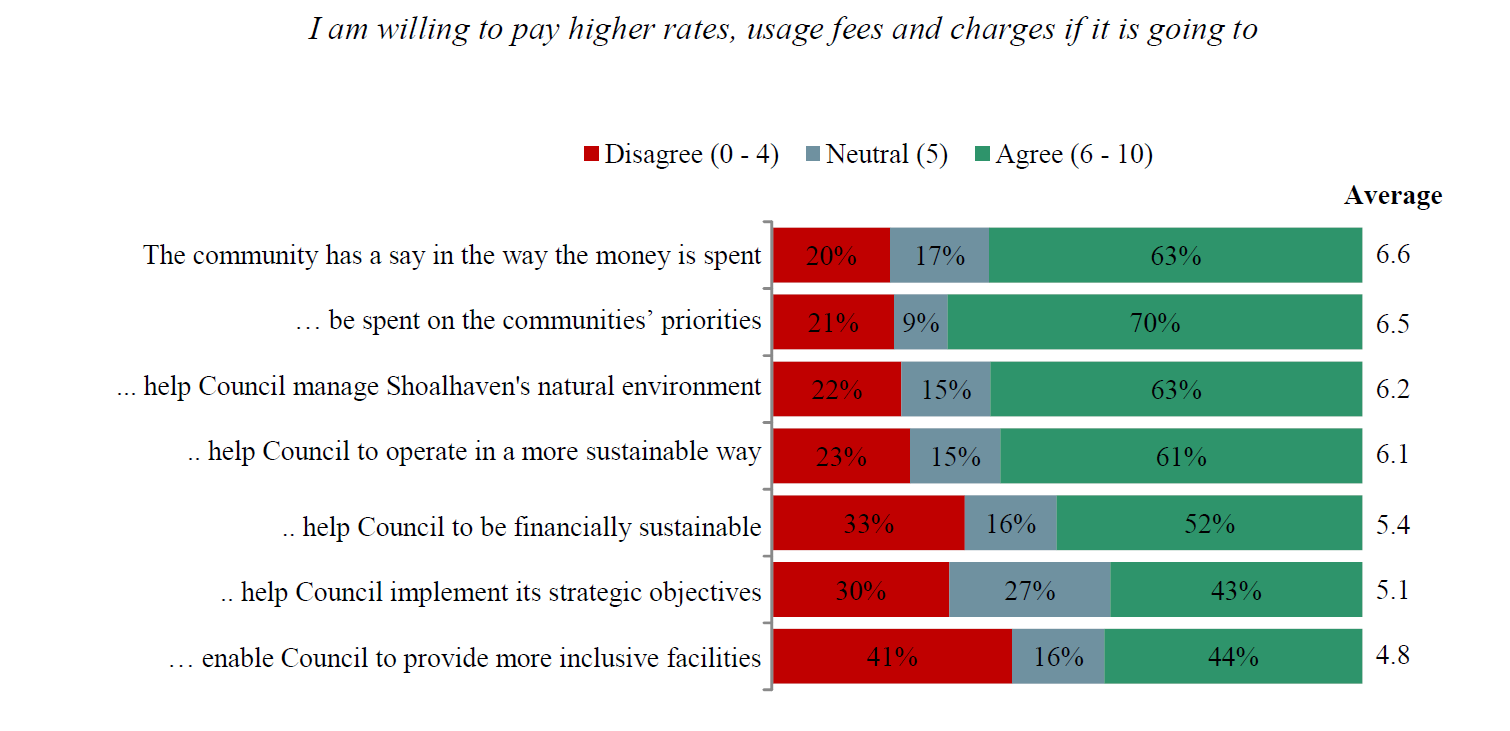 I am willing to pay higher rates, usage fees and charges if it is going to
Disagree (0 - 4) Neutral (5) Agree (6 - 10)
Average
The community has a say in the way the money is spent 20% 17% 63% 6.6
… be spent on the communities’ priorities 21% 9% 70% 6.5
... help Council manage Shoalhaven's natural environment 22% 15% 63% 6.2
.. help Council to operate in a more sustainable way 23% 15% 61% 6.1
.. help Council to be financially sustainable 33% 16% 52% 5.4
.. help Council implement its strategic objectives 30% 27% 43% 5.1
… enable Council to provide more inclusive facilities 41% 16% 44% 4.8